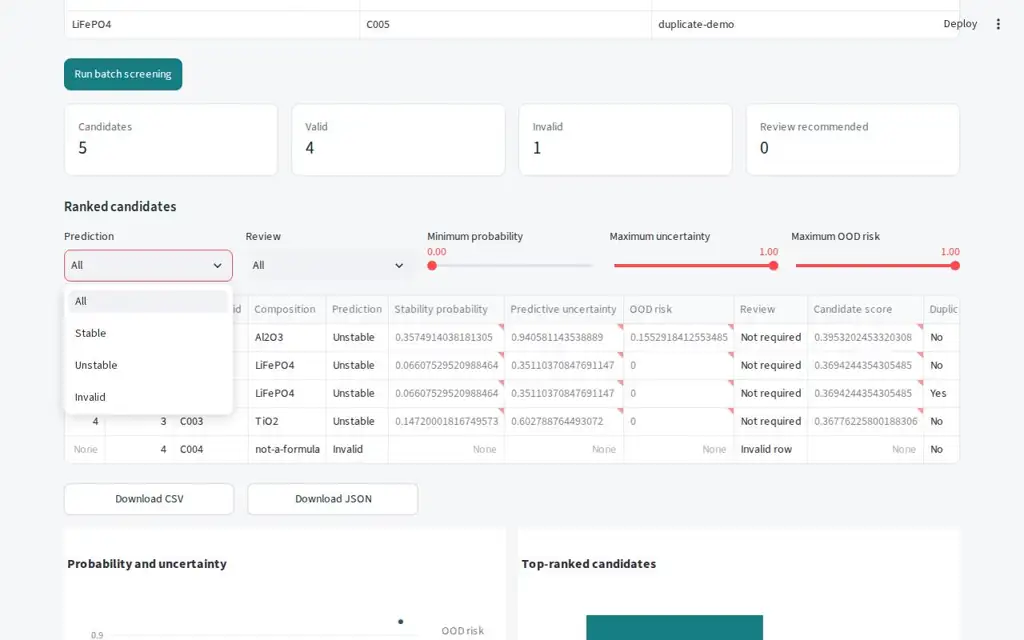 LiFePO4 C005 duplicate-demo Deploy
Run batch screening
Candidates Valid Invalid Review recommended
5 4 1 0
Ranked candidates
Prediction Review Minimum probability Maximum uncertainty Maximum OOD risk
0.00 1.00 1.00
All All
All
Stable
Unstable
Invalid
id Composition Prediction Stability probability Predictive uncertainty OOD risk Review Candidate score Duplic
Al2O3 Unstable 0.3574914038181305 0.940581143538889 0.1552918412553485 Not required 0.3953202453320308 No
LiFePO4 Unstable 0.06607529520988464 0.35110370847691147 0 Not required 0.3694244354305485 No
LiFePO4 Unstable 0.06607529520988464 0.35110370847691147 0 Not required 0.3694244354305485 Yes
4 3 C003 TiO2 Unstable 0.14720001816749573 0.602788764493072 0 Not required 0.36776225800188306 No
None 4 C004 not-a-formula Invalid None None None Invalid row None No
Download CSV Download JSON
Probability and uncertainty Top-ranked candidates
OOD risk
0.9